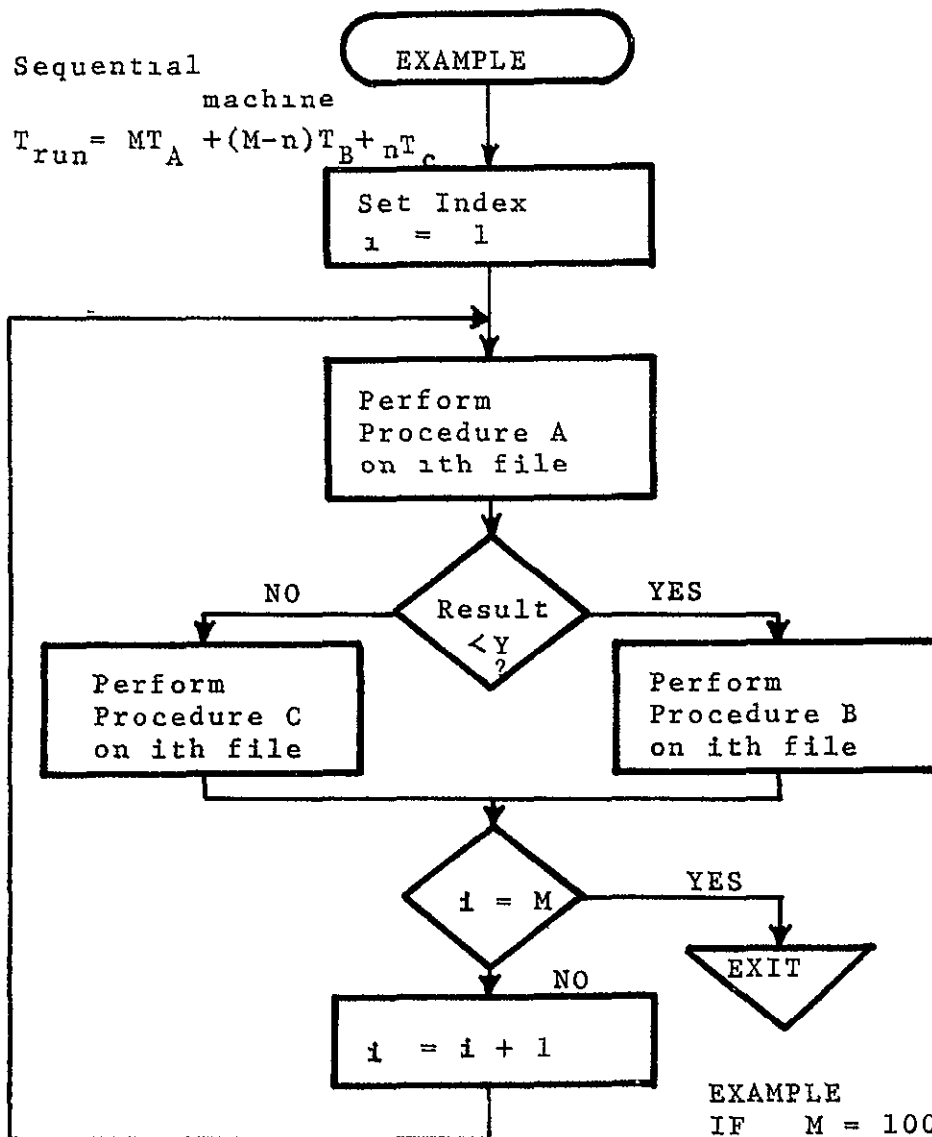 EXAMPLE
Sequential
machine
T_run = MT_A +(M-n)T_B + nT_c
Set Index
i = 1
Perform
Procedure A
on ith file
NO
Result
<Y
?
YES
Perform
Procedure C
on ith file
Perform
Procedure B
on ith file
i = M
YES
EXIT
NO
i = i + 1
EXAMPLE
IF M = 100